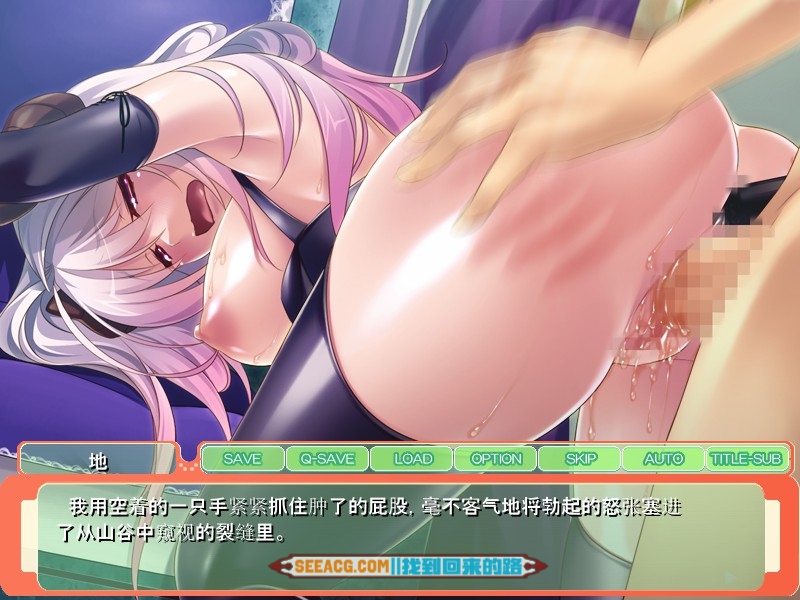 地
SAVE Q-SAVE LOAD OPTION SKIP AUTO TITLE-SUB
我用空着的一只手紧紧抓住肿了的屁股，毫不客气地将勃起的怒张塞进
了从山谷中窥视的裂缝里。
SEEACG.COM||找到回来的路